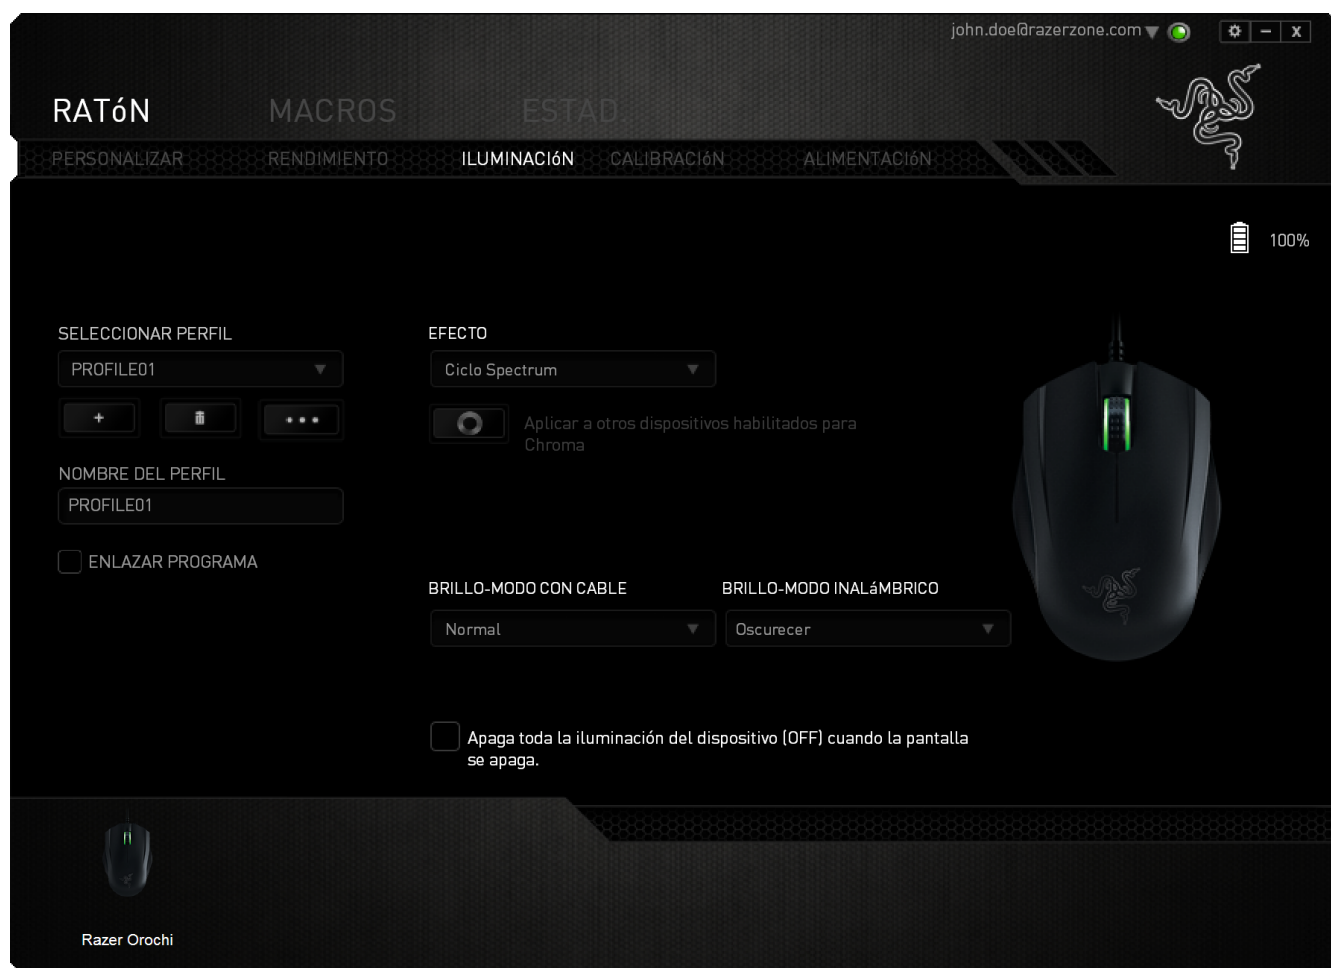 john.doe@razerzone.com
X
RATóN MACROS ESTAD.
PERSONALIZAR RENDIMIENTO ILUMINACIóN CALIBRACIóN ALIMENTACIóN
100%
SELECCIONAR PERFIL
PROFILE01
NOMBRE DEL PERFIL
PROFILE01
ENLAZAR PROGRAMA
EFECTO
Ciclo Spectrum
Aplicar a otros dispositivos habilitados para
Chroma
BRILLO-MODO CON CABLE BRILLO-MODO INALáMBRICO
Normal Oscurecer
Apaga toda la iluminación del dispositivo (OFF) cuando la pantalla
se apaga.
Razer Orochi